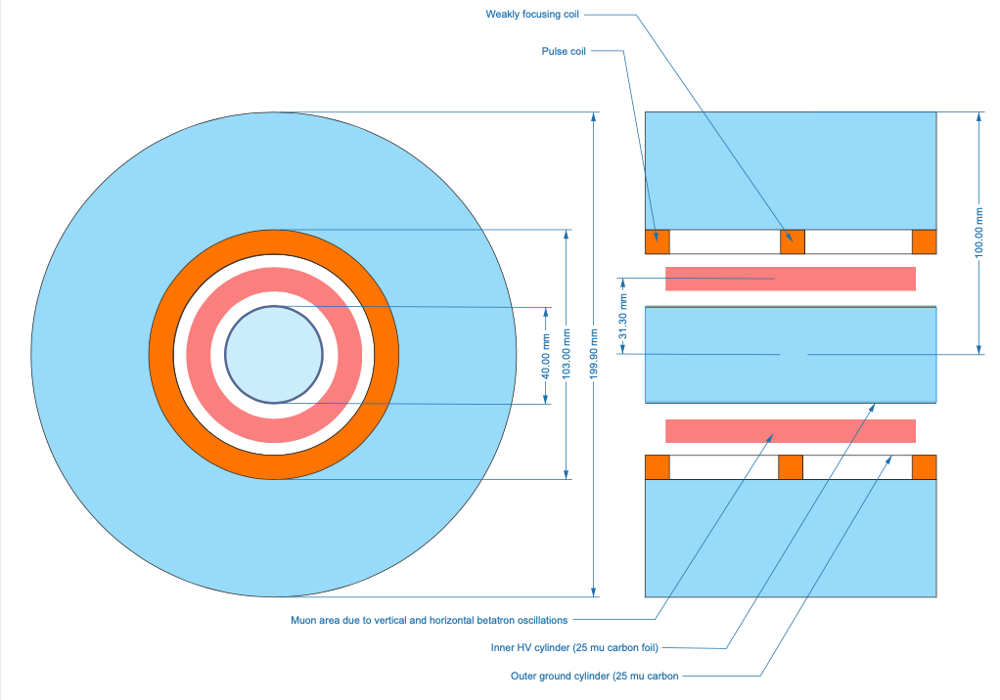 Weakly focusing coil
Pulse coil
40.00 mm
103.00 mm
199.90 mm
31.30 mm
100.00 mm
Muon area due to vertical and horizontal betatron oscillations
Inner HV cylinder (25 mu carbon foil)
Outer ground cylinder (25 mu carbon